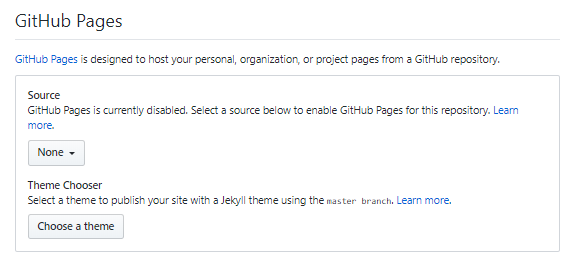 GitHub Pages
GitHub Pages is designed to host your personal, organization, or project pages from a GitHub repository.
Source
GitHub Pages is currently disabled. Select a source below to enable GitHub Pages for this repository. Learn
more.
None
Theme Chooser
Select a theme to publish your site with a Jekyll theme using the master branch. Learn more.
Choose a theme